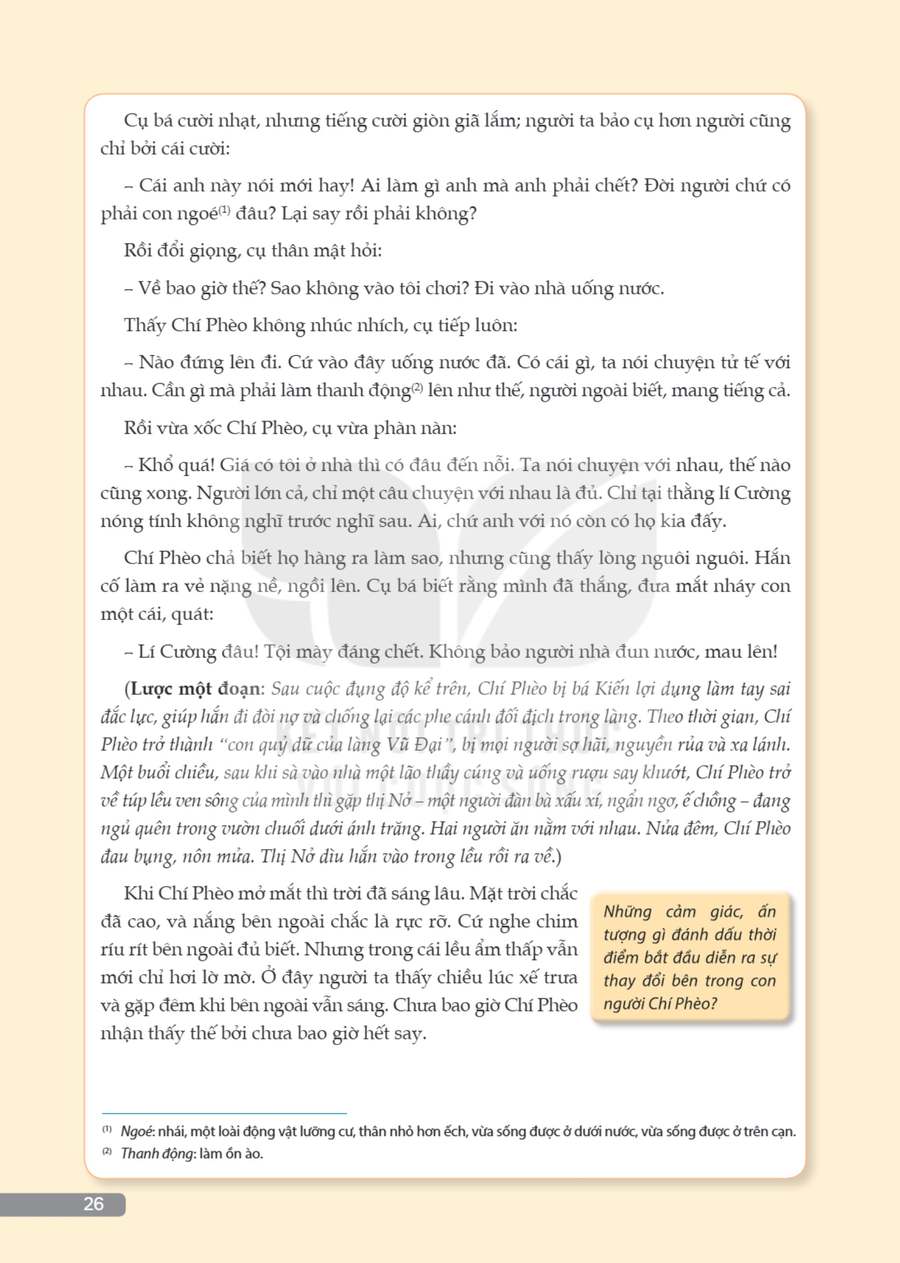 Cụ bá cười nhạt, nhưng tiếng cười giòn giã lắm; người ta bảo cụ hơn người cũng
chỉ bởi cái cười:
– Cái anh này nói mới hay! Ai làm gì anh mà anh phải chết? Đời người chứ có
phải con ngoé(1) đâu? Lại say rồi phải không?
Rồi đổi giọng, cụ thân mật hỏi:
– Về bao giờ thế? Sao không vào tôi chơi? Đi vào nhà uống nước.
Thấy Chí Phèo không nhúc nhích, cụ tiếp luôn:
– Nào đứng lên đi. Cứ vào đây uống nước đã. Có cái gì, ta nói chuyện tử tế với
nhau. Cần gì mà phải làm thanh động(2) lên như thế, người ngoài biết, mang tiếng cả.
Rồi vừa xốc Chí Phèo, cụ vừa phàn nàn:
– Khổ quá! Giá có tôi ở nhà thì có đâu đến nỗi. Ta nói chuyện với nhau, thế nào
cũng xong. Người lớn cả, chỉ một câu chuyện với nhau là đủ. Chỉ tại thằng lí Cường
nóng tính không nghĩ trước nghĩ sau. Ai, chứ anh với nó còn có họ kia đấy.
Chí Phèo chả biết họ hàng ra làm sao, nhưng cũng thấy lòng nguôi nguôi. Hắn
cố làm ra vẻ nặng nề, ngồi lên. Cụ bá biết rằng mình đã thắng, đưa mắt nháy con
một cái, quát:
– Lí Cường đâu! Tội mày đáng chết. Không bảo người nhà đun nước, mau lên!
(Lược một đoạn: Sau cuộc đụng độ kể trên, Chí Phèo bị bá Kiến lợi dụng làm tay sai
đắc lực, giúp hắn đi đòi nợ và chống lại các phe cánh đối địch trong làng. Theo thời gian, Chí
Phèo trở thành “con quỷ dữ của làng Vũ Đại”, bị mọi người sợ hãi, nguyền rủa và xa lánh.
Một buổi chiều, sau khi sà vào nhà một lão thầy cúng và uống rượu say khướt, Chí Phèo trở
về túp lều ven sông của mình thì gặp thị Nở – một người đàn bà xấu xí, ngẩn ngơ, ế chồng – đang
ngủ quên trong vườn chuối dưới ánh trăng. Hai người ăn nằm với nhau. Nửa đêm, Chí Phèo
đau bụng, nôn mửa. Thị Nở dìu hắn vào trong lều rồi ra về.)
Khi Chí Phèo mở mắt thì trời đã sáng lâu. Mặt trời chắc
đã cao, và nắng bên ngoài chắc là rực rỡ. Cứ nghe chim
ríu rít bên ngoài đủ biết. Nhưng trong cái lều ẩm thấp vẫn
mới chỉ hơi lờ mờ. Ở đây người ta thấy chiều lúc xế trưa
và gặp đêm khi bên ngoài vẫn sáng. Chưa bao giờ Chí Phèo
nhận thấy thế bởi chưa bao giờ hết say.
Những cảm giác, ấn
tượng gì đánh dấu thời
điểm bắt đầu diễn ra sự
thay đổi bên trong con
người Chí Phèo?
(1) Ngoé: nhái, một loài động vật lưỡng cư, thân nhỏ hơn ếch, vừa sống được ở dưới nước, vừa sống được ở trên cạn.
(2) Thanh động: làm ồn ào.
26
KẾT NỐI TRI THỨC
VỚI CUỘC SỐNG